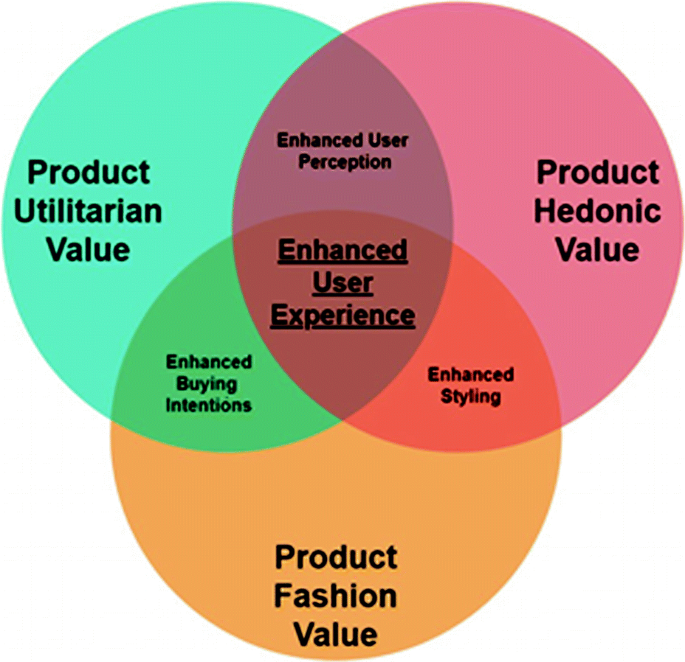 Enhanced User
Perception
Product
Utilitarian
Value
Product
Hedonic
Value
Enhanced
User
Experience
Enhanced
Buying
Intentions
Enhanced
Styling
Product
Fashion
Value